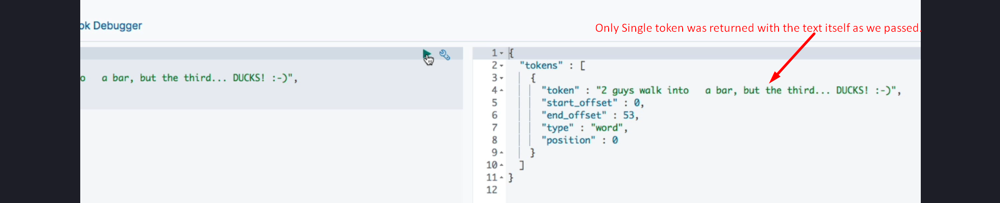 ok Debugger
Only Single token was returned with the text itself as we passed.
o   a bar, but the third... DUCKS! :-)",
1 {
2 "tokens" : [
3 {
4 "token" : "2 guys walk into   a bar, but the third... DUCKS! :-)",
5 "start_offset" : 0,
6 "end_offset" : 53,
7 "type" : "word",
8 "position" : 0
9 }
10 ]
11 }
12